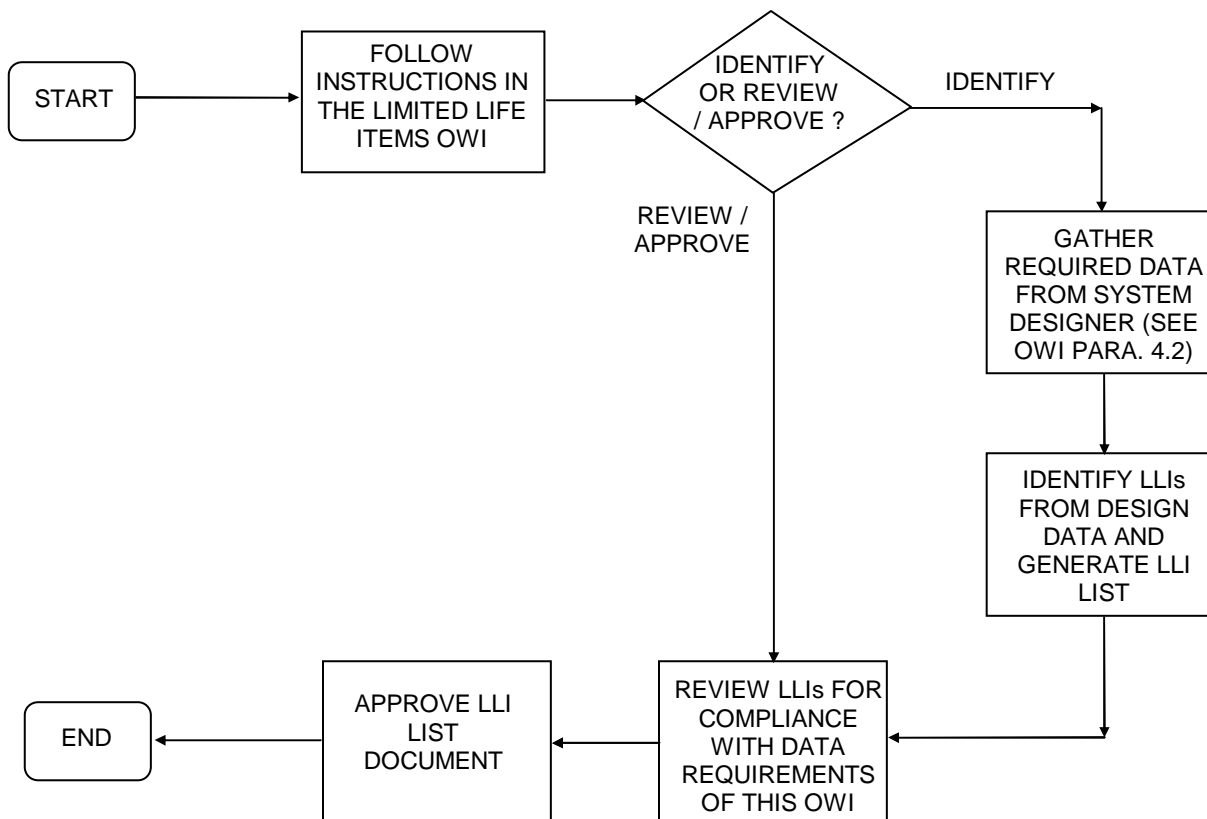 START
FOLLOW
INSTRUCTIONS IN
THE LIMITED LIFE
ITEMS OWI
IDENTIFY
OR REVIEW
/ APPROVE ?
IDENTIFY
REVIEW /
APPROVE
GATHER
REQUIRED DATA
FROM SYSTEM
DESIGNER (SEE
OWI PARA. 4.2)
IDENTIFY LLIs
FROM DESIGN
DATA AND
GENERATE LLI
LIST
REVIEW LLIs FOR
COMPLIANCE
WITH DATA
REQUIREMENTS
OF THIS OWI
APPROVE LLI
LIST
DOCUMENT
END